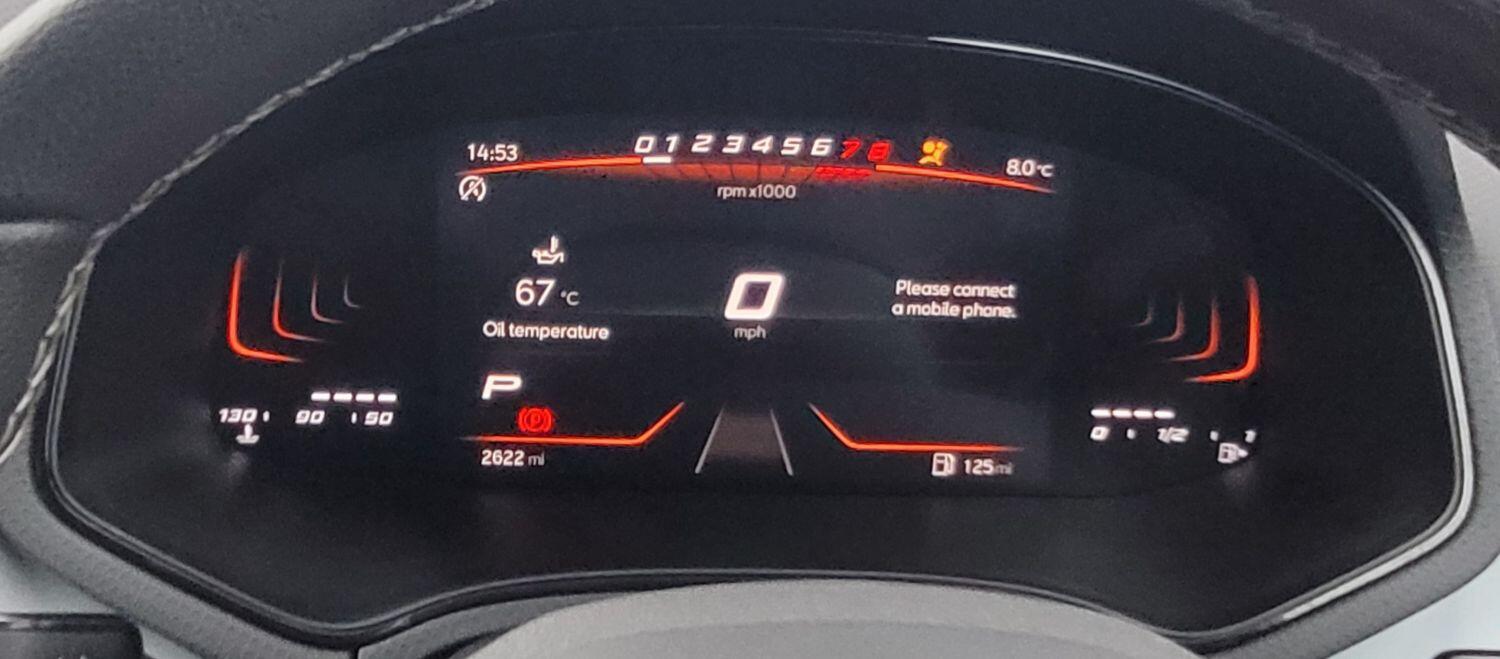 14:53
0 1 2 3 4 5 6 7 8
8.0°C
rpm x1000
67 °C
Oil temperature
0
mph
Please connect
a mobile phone.
P
(P)
130 90 50
0 1/2 1
2622 mi
125 mi